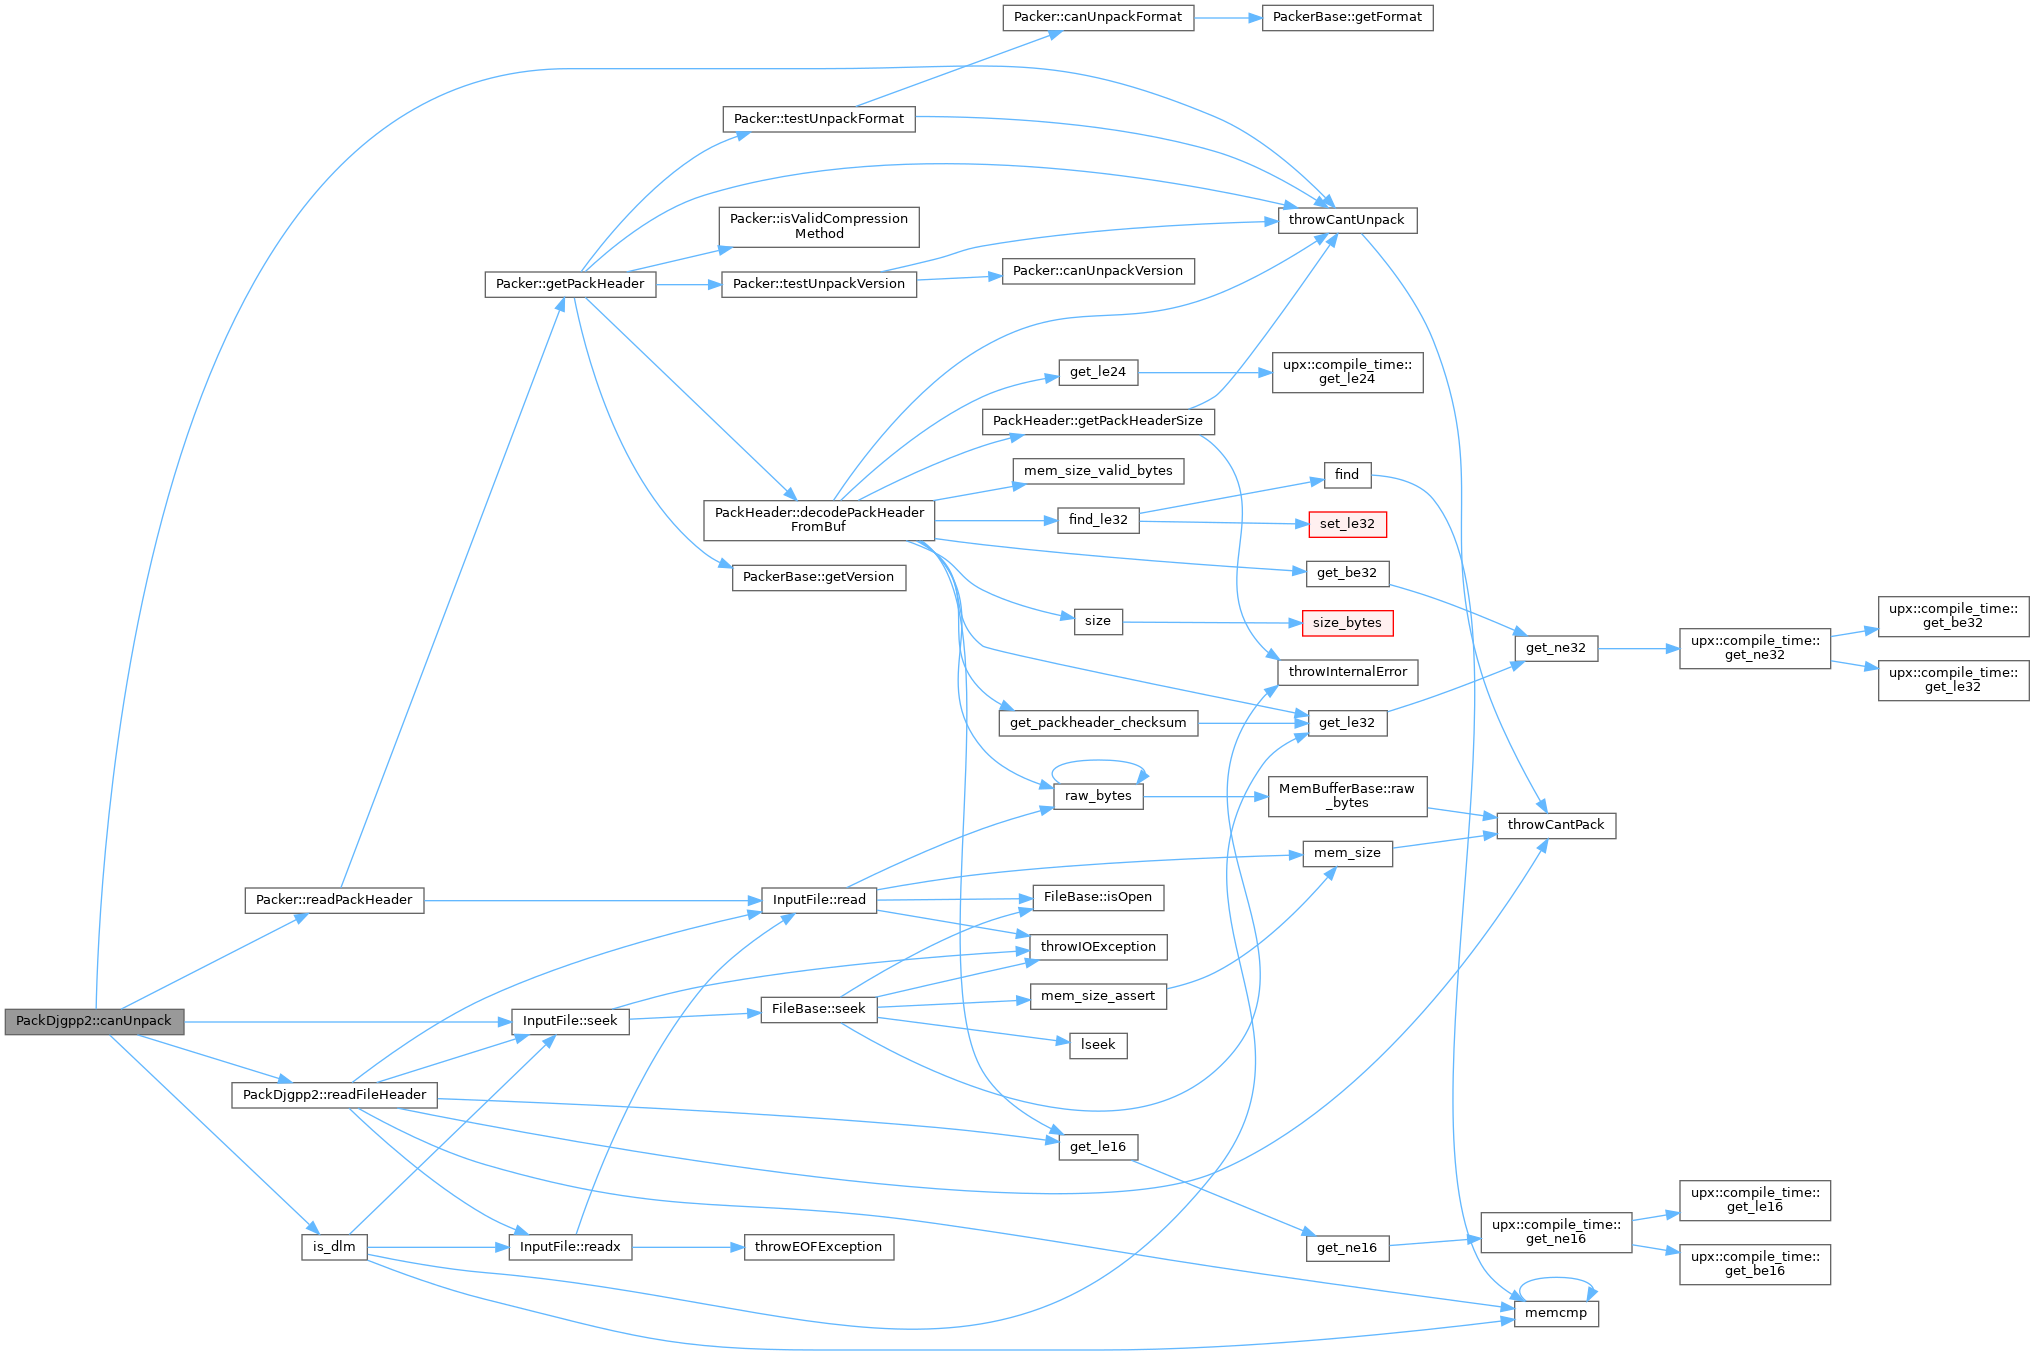 Packer::canUnpackFormat
PackerBase::getFormat
Packer::testUnpackFormat
Packer::isValidCompression
Method
throwCantUnpack
Packer::getPackHeader
Packer::testUnpackVersion
Packer::canUnpackVersion
get_le24
upx::compile_time::
get_le24
PackHeader::getPackHeaderSize
mem_size_valid_bytes
find
PackHeader::decodePackHeader
FromBuf
find_le32
set_le32
PackerBase::getVersion
get_be32
size
size_bytes
get_ne32
upx::compile_time::
get_ne32
upx::compile_time::
get_be32
upx::compile_time::
get_le32
throwInternalError
get_packheader_checksum
get_le32
raw_bytes
MemBufferBase::raw
_bytes
throwCantPack
mem_size
Packer::readPackHeader
InputFile::read
FileBase::isOpen
throwIOException
PackDjgpp2::canUnpack
InputFile::seek
FileBase::seek
mem_size_assert
lseek
PackDjgpp2::readFileHeader
get_le16
is_dlm
InputFile::readx
throwEOFException
get_ne16
upx::compile_time::
get_ne16
upx::compile_time::
get_le16
upx::compile_time::
get_be16
memcmp